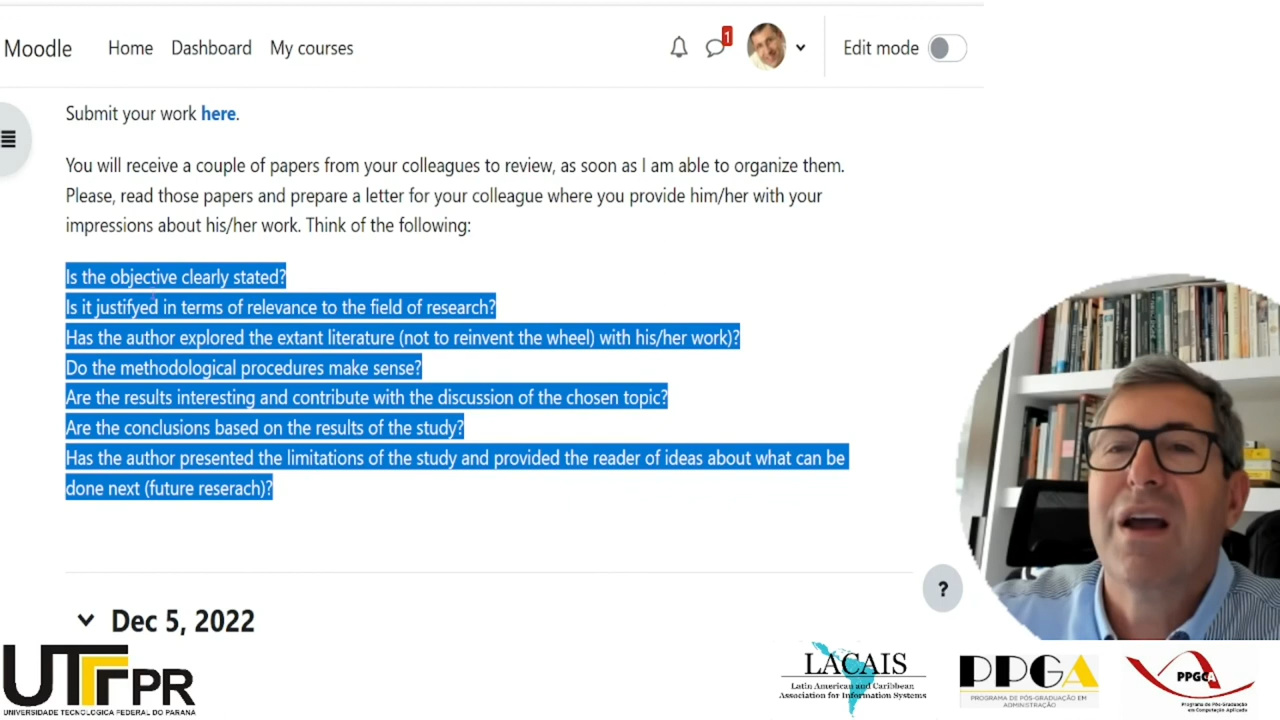 Moodle Home Dashboard My courses 1 Edit mode
Submit your work here.
You will receive a couple of papers from your colleagues to review, as soon as I am able to organize them.
Please, read those papers and prepare a letter for your colleague where you provide him/her with your
impressions about his/her work. Think of the following:
Is the objective clearly stated?
Is it justifyed in terms of relevance to the field of research?
Has the author explored the extant literature (not to reinvent the wheel) with his/her work)?
Do the methodological procedures make sense?
Are the results interesting and contribute with the discussion of the chosen topic?
Are the conclusions based on the results of the study?
Has the author presented the limitations of the study and provided the reader of ideas about what can be
done next (future reserach)?
?
Dec 5, 2022
UTFPR
UNIVERSIDADE TECNOLÓGICA FEDERAL DO PARANÁ
LACAIS
Latin American and Caribbean
Association for Information Systems
PPGA
PROGRAMA DE PÓS-GRADUAÇÃO EM
ADMINISTRAÇÃO
PPGCA
Programa de Pós-Graduação
em Computação Aplicada